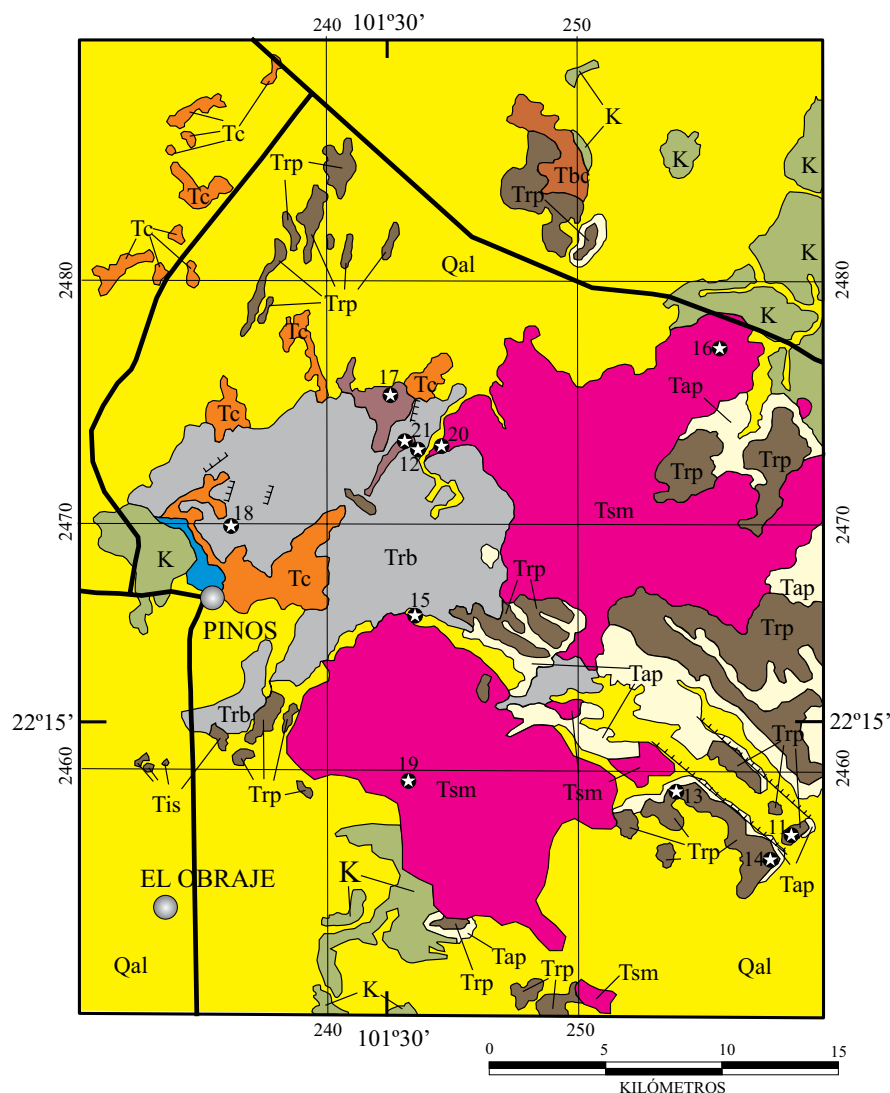 240 101º30’ 250
K
Tc
Trp
K
Tbc
K
Trp
Tc
Tc
Qal
K
2480
2480
Trp
K
Tc
16
17
Tc
Tap
Tc
21
20
12
Trp
Trp
18
Tsm
2470
2470
K
Trb
Tc
Tap
15
Trp
PINOS
Trp
Tap
Trb
22º15’
22º15’
Trp
2460
2460
19
Tsm
Tsm
Tis
Trp
13
11
Trp
14
Tap
EL OBRAJE
K
Qal
Tap
Trp
Trp
Tsm
Qal
K
240 250
101º30’
0 5 10 15
KILÓMETROS